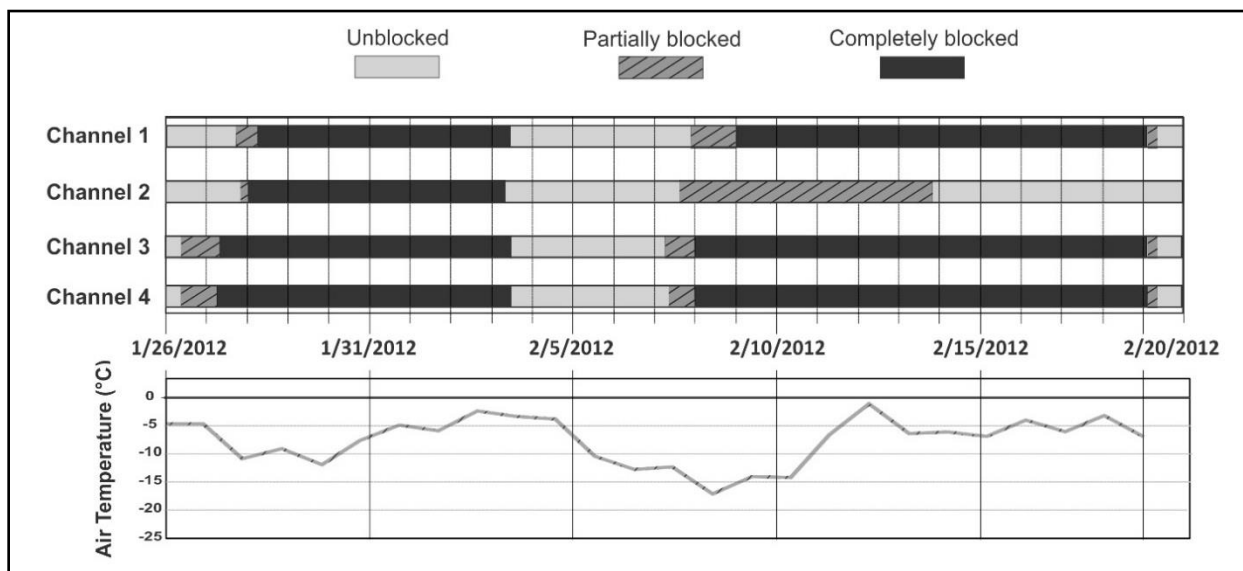 Unblocked Partially blocked Completely blocked
Channel 1
Channel 2
Channel 3
Channel 4
1/26/2012 1/31/2012 2/5/2012 2/10/2012 2/15/2012 2/20/2012
Air Temperature (°C)
0
-5
-10
-15
-20
-25